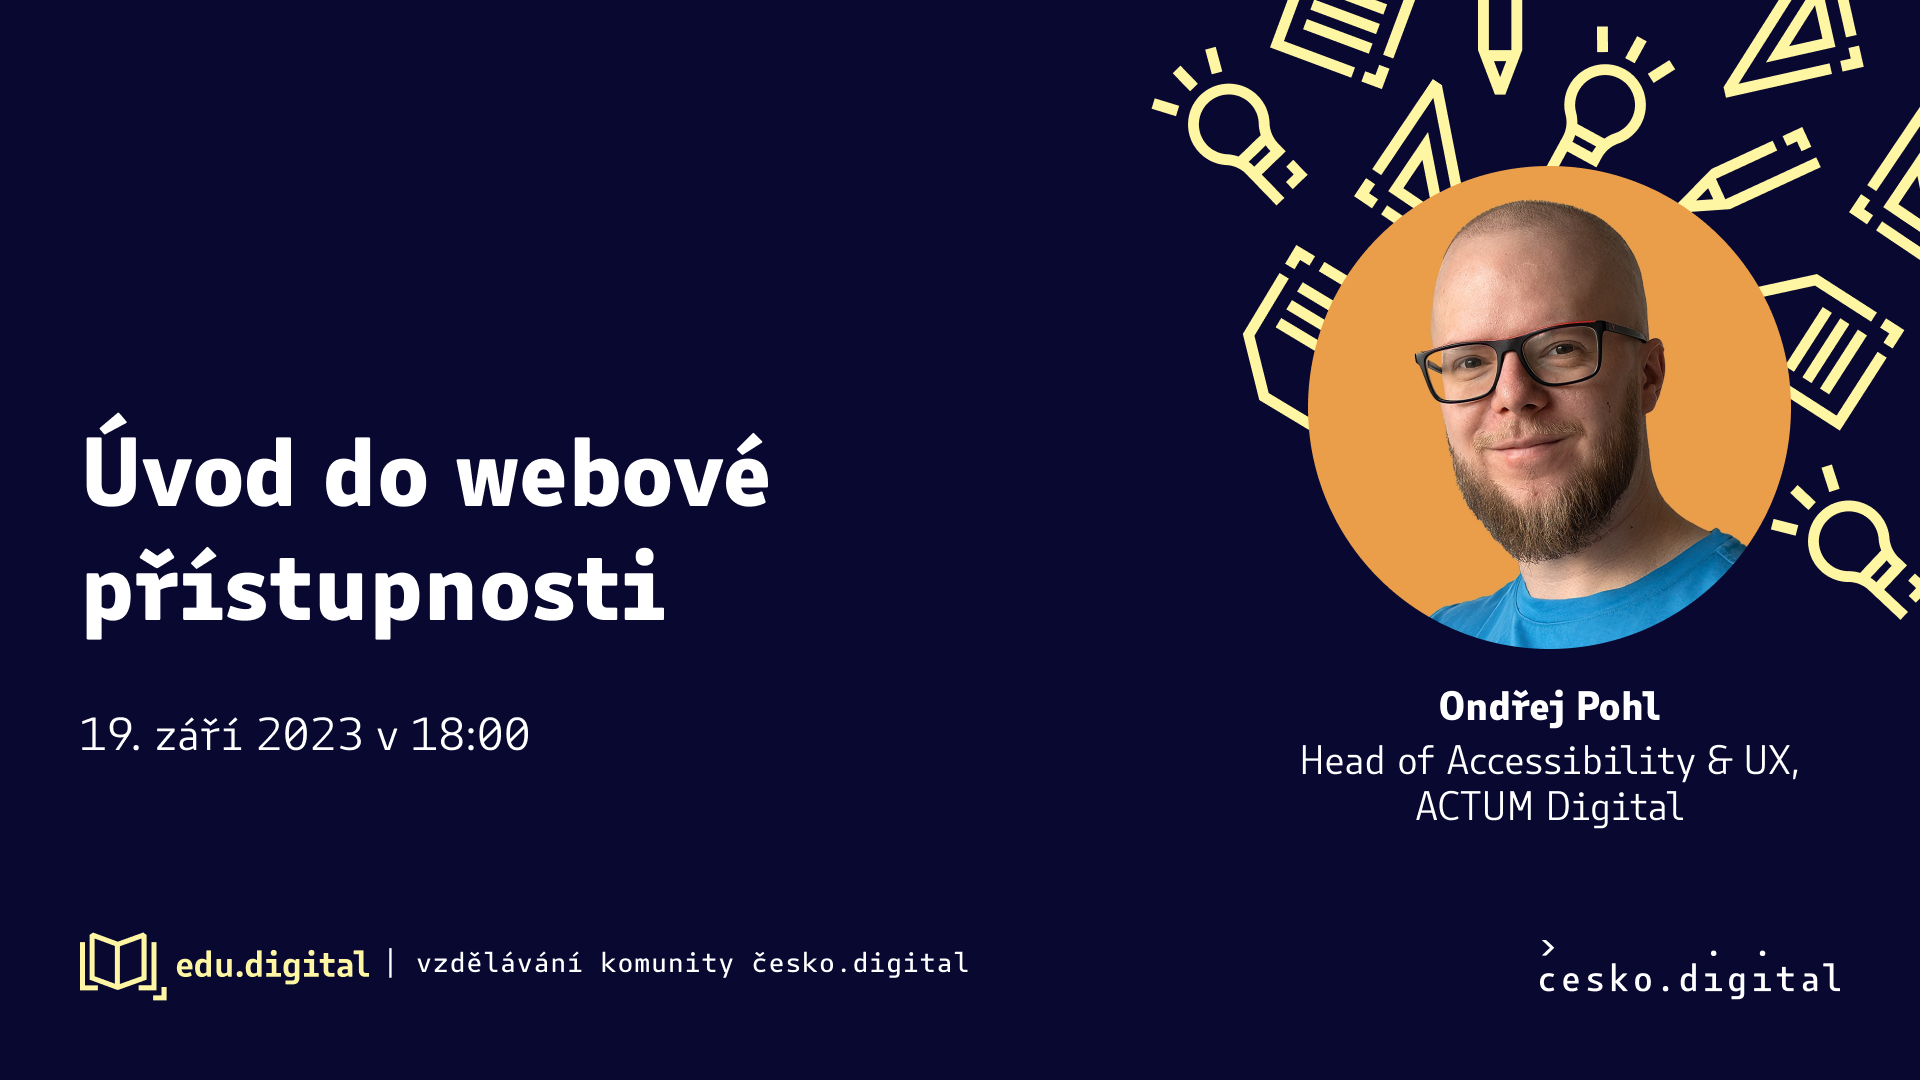 Úvod do webové
přístupnosti
19. září 2023 v 18:00
Ondřej Pohl
Head of Accessibility & UX,
ACTUM Digital
edu.digital | vzdělávání komunity česko.digital
česko.digital